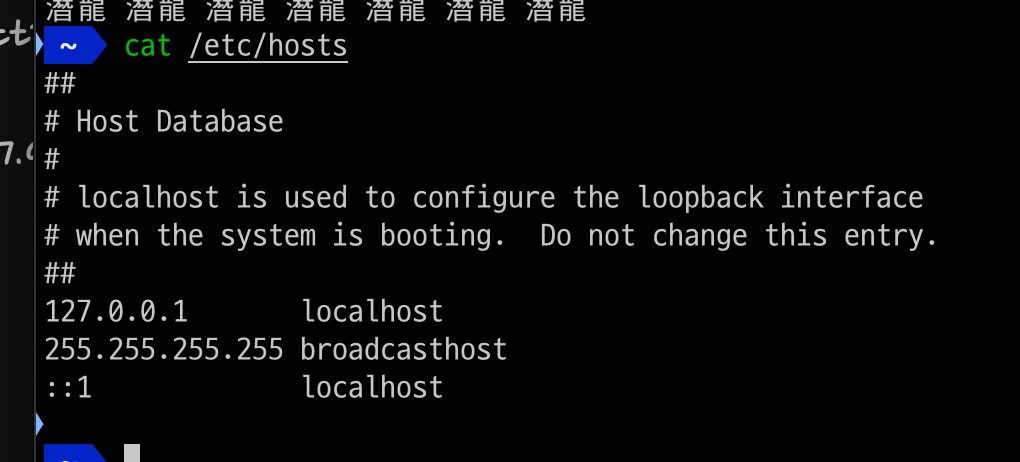 潛龍 潛龍 潛龍 潛龍 潛龍 潛龍 潛龍
~ cat /etc/hosts
##
# Host Database
#
# localhost is used to configure the loopback interface
# when the system is booting.  Do not change this entry.
##
127.0.0.1       localhost
255.255.255.255 broadcasthost
::1             localhost